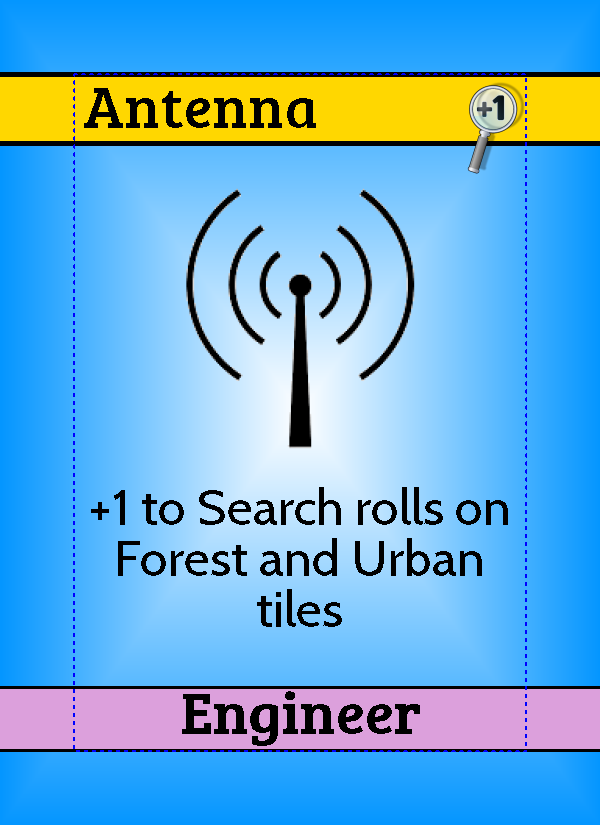 Antenna
+1
+1 to Search rolls on
Forest and Urban
tiles
Engineer